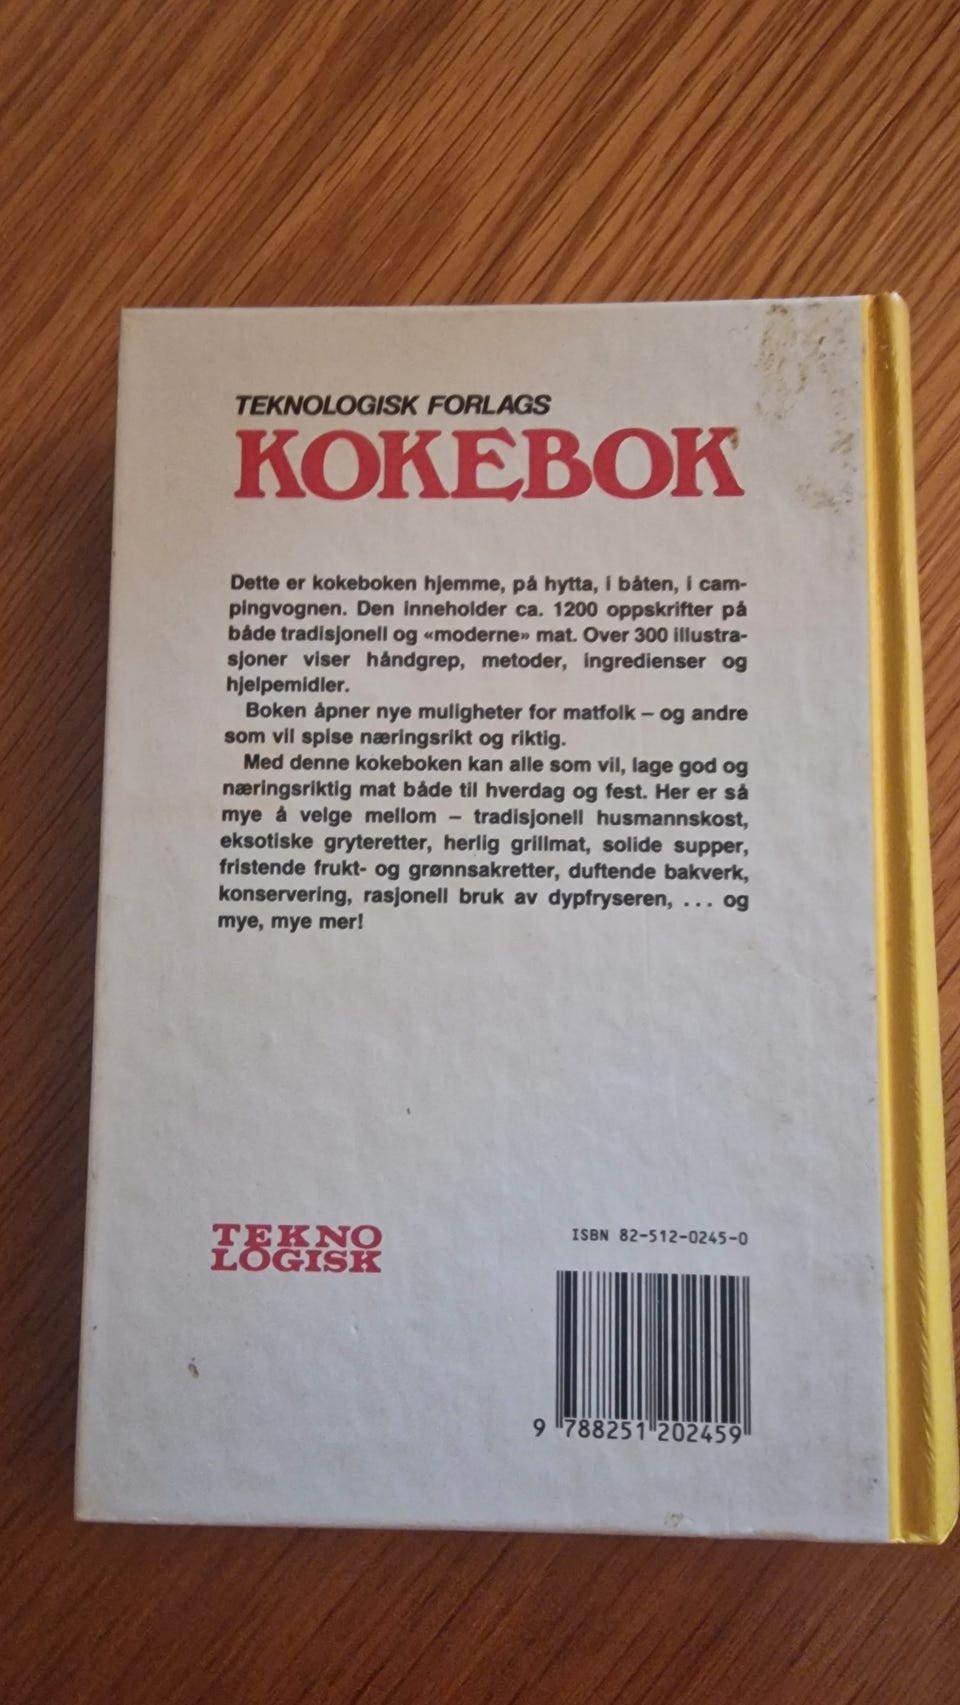 TEKNOLOGISK FORLAGS
KOKEBOK
Dette er kokeboken hjemme, på hytta, i båten, i cam-
pingvognen. Den inneholder ca. 1200 oppskrifter på
både tradisjonell og «moderne» mat. Over 300 illustra-
sjoner viser håndgrep, metoder, ingredienser og
hjelpemidler.
Boken åpner nye muligheter for matfolk – og andre
som vil spise næringsrikt og riktig.
Med denne kokeboken kan alle som vil, lage god og
næringsriktig mat både til hverdag og fest. Her er så
mye å velge mellom – tradisjonell husmannskost,
eksotiske gryteretter, herlig grillmat, solide supper,
fristende frukt- og grønnsakretter, duftende bakverk,
konservering, rasjonell bruk av dypfryseren, ... og
mye, mye mer!
TEKNO
LOGISK
ISBN 82-512-0245-0
9 788251 202459